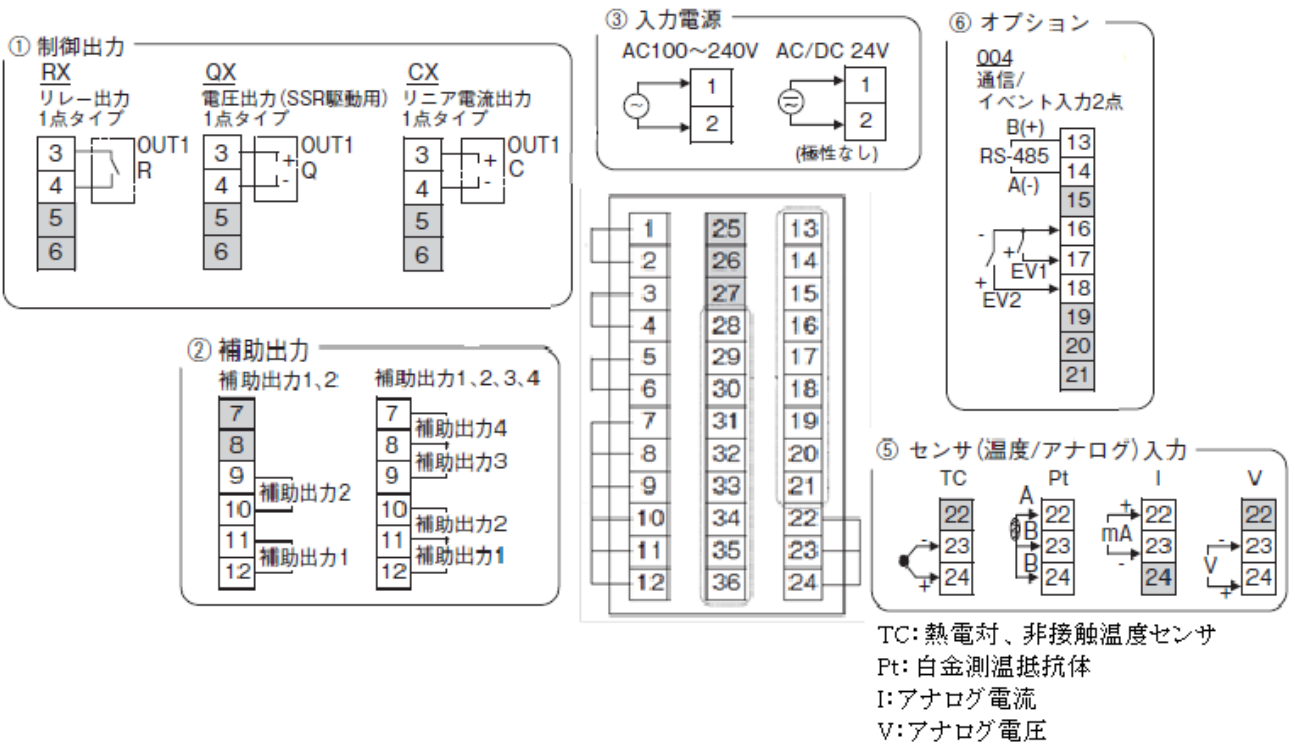 ① 制御出力
RX
リレー出力
1点タイプ
3
4
5
6
OUT1
R
QX
電圧出力(SSR駆動用)
1点タイプ
3
4
5
6
+
-
OUT1
Q
CX
リニア電流出力
1点タイプ
3
4
5
6
+
-
OUT1
C
② 補助出力
補助出力1、2
7
8
9
10
11
12
補助出力2
補助出力1
補助出力1、2、3、4
7
8
9
10
11
12
補助出力4
補助出力3
補助出力2
補助出力1
③ 入力電源
AC100～240V
1
2
AC/DC 24V
1
2
(極性なし)
1 25 13
2 26 14
3 27 15
4 28 16
5 29 17
6 30 18
7 31 19
8 32 20
9 33 21
10 34 22
11 35 23
12 36 24
⑥ オプション
004
通信/
イベント入力2点
B(+)
RS-485
A(-)
13
14
15
16
17
18
19
20
21
-
+
EV1
+
EV2
⑤ センサ(温度/アナログ)入力
TC
22
23
24
-
+
Pt
A
B
B
22
23
24
I
+
mA
-
22
23
24
V
22
23
24
-
V
+
TC:熱電対、非接触温度センサ
Pt:白金測温抵抗体
I:アナログ電流
V:アナログ電圧